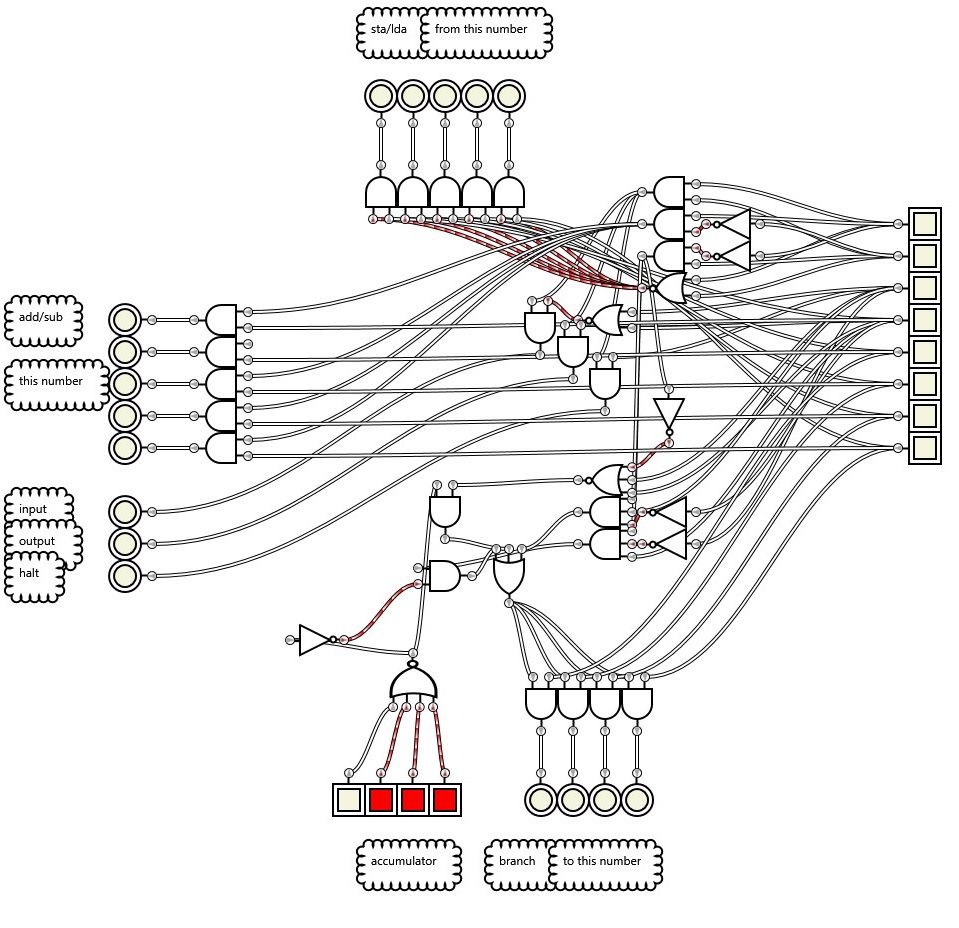 sta/lda
from this number
add/sub
this number
input
output
halt
accumulator
branch
to this number